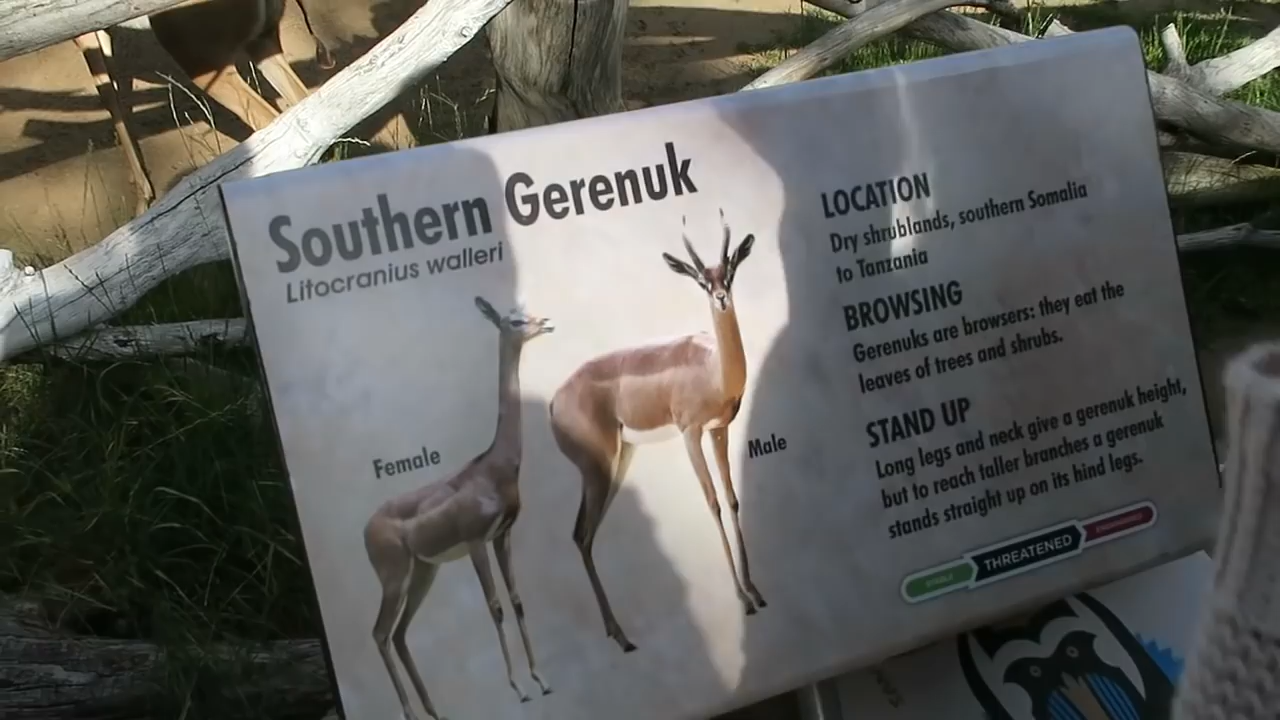 Southern Gerenuk
Litocranius walleri
Female
Male
LOCATION
Dry shrublands, southern Somalia
to Tanzania
BROWSING
Gerenuks are browsers: they eat the
leaves of trees and shrubs.
STAND UP
Long legs and neck give a gerenuk height,
but to reach taller branches a gerenuk
stands straight up on its hind legs.
STABLE
THREATENED
ENDANGERED